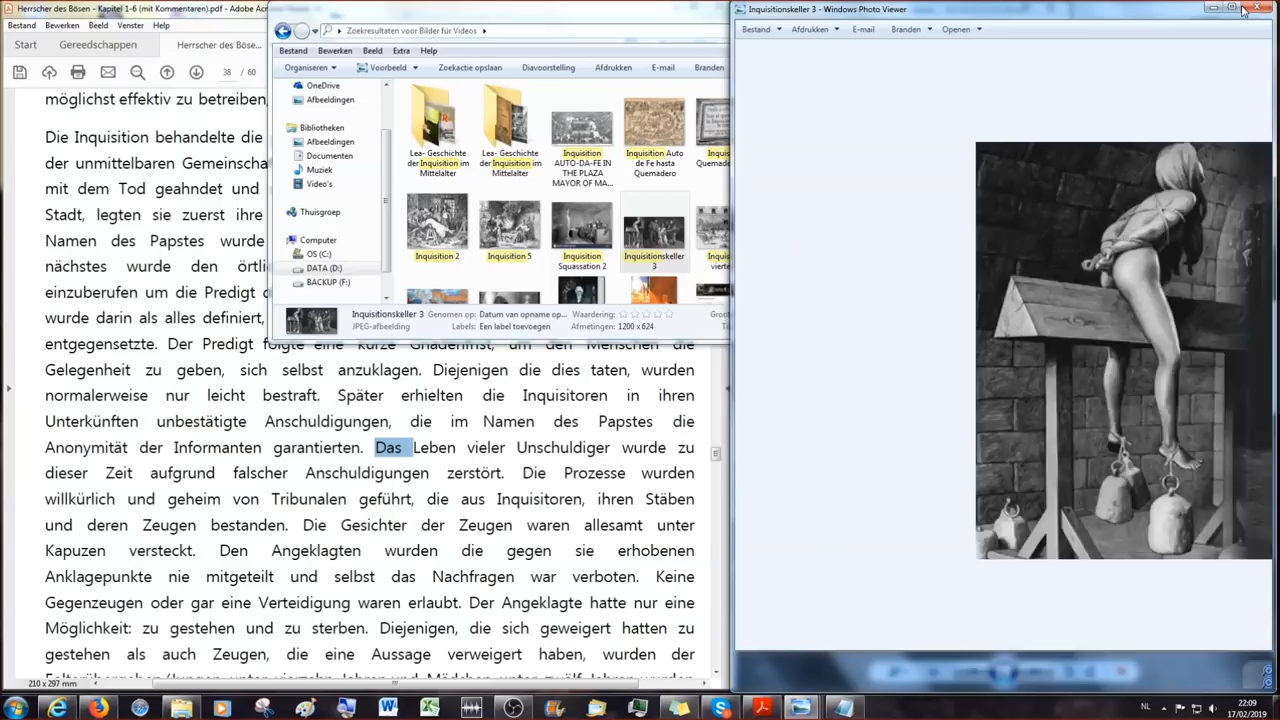 Herrscher des Bösen - Kapitel 1-6 (mit Kommentaren).pdf - Adobe Acr
Bestand Bewerken Beeld Venster Help
Start Gereedschappen Herrscher des Böse...
38 / 60
möglichst effektiv zu betreiben,
Die Inquisition behandelte die
der unmittelbaren Gemeinscha
mit dem Tod geahndet und
Stadt, legten sie zuerst ihre
Namen des Papstes wurde
nächstes wurde den örtli
einzuberufen um die Predigt
wurde darin als alles definiert,
entgegensetzte. Der Predigt folgte eine kurze Gnadenfrist, um den Menschen die
Gelegenheit zu geben, sich selbst anzuklagen. Diejenigen die dies taten, wurden
normalerweise nur leicht bestraft. Später erhielten die Inquisitoren in ihren
Unterkünften unbestätigte Anschuldigungen, die im Namen des Papstes die
Anonymität der Informanten garantierten. Das Leben vieler Unschuldiger wurde zu
dieser Zeit aufgrund falscher Anschuldigungen zerstört. Die Prozesse wurden
willkürlich und geheim von Tribunalen geführt, die aus Inquisitoren, ihren Stäben
und deren Zeugen bestanden. Die Gesichter der Zeugen waren allesamt unter
Kapuzen versteckt. Den Angeklagten wurden die gegen sie erhobenen
Anklagepunkte nie mitgeteilt und selbst das Nachfragen war verboten. Keine
Gegenzeugen oder gar eine Verteidigung waren erlaubt. Der Angeklagte hatte nur eine
Möglichkeit: zu gestehen und zu sterben. Diejenigen, die sich geweigert hatten zu
gestehen als auch Zeugen, die eine Aussage verweigert haben, wurden der
210 x 297 mm
Zoekresultaten voor Bilder für Videos
Bestand Bewerken Beeld Extra Help
Organiseren Voorbeeld Zoekactie opslaan Diavoorstelling Afdrukken E-mail Branden
OneDrive
Afbeeldingen
Bibliotheken
Afbeeldingen
Documenten
Muziek
Video's
Thuisgroep
Computer
OS (C:)
DATA (D:)
BACKUP (F:)
Lea- Geschichte
der Inquisition im
Mittelalter
Lea- Geschichte
der Inquisition im
Mittelalter
Inquisition
AUTO-DA-FE IN
THE PLAZA
MAYOR OF MA...
Inquisition Auto
de Fe hasta
Quemadero
Inquisition 2
Inquisition 5
Inquisition
Squassation 2
Inquisitionskeller
3
Inquisitionskeller 3 Genomen op: Datum van opname op... Waardering:
JPEG-afbeelding Labels: Een label toevoegen Afmetingen: 1200 x 624
Inquisitionskeller 3 - Windows Photo Viewer
Bestand Afdrukken E-mail Branden Openen
NL
22:09
17/02/2019